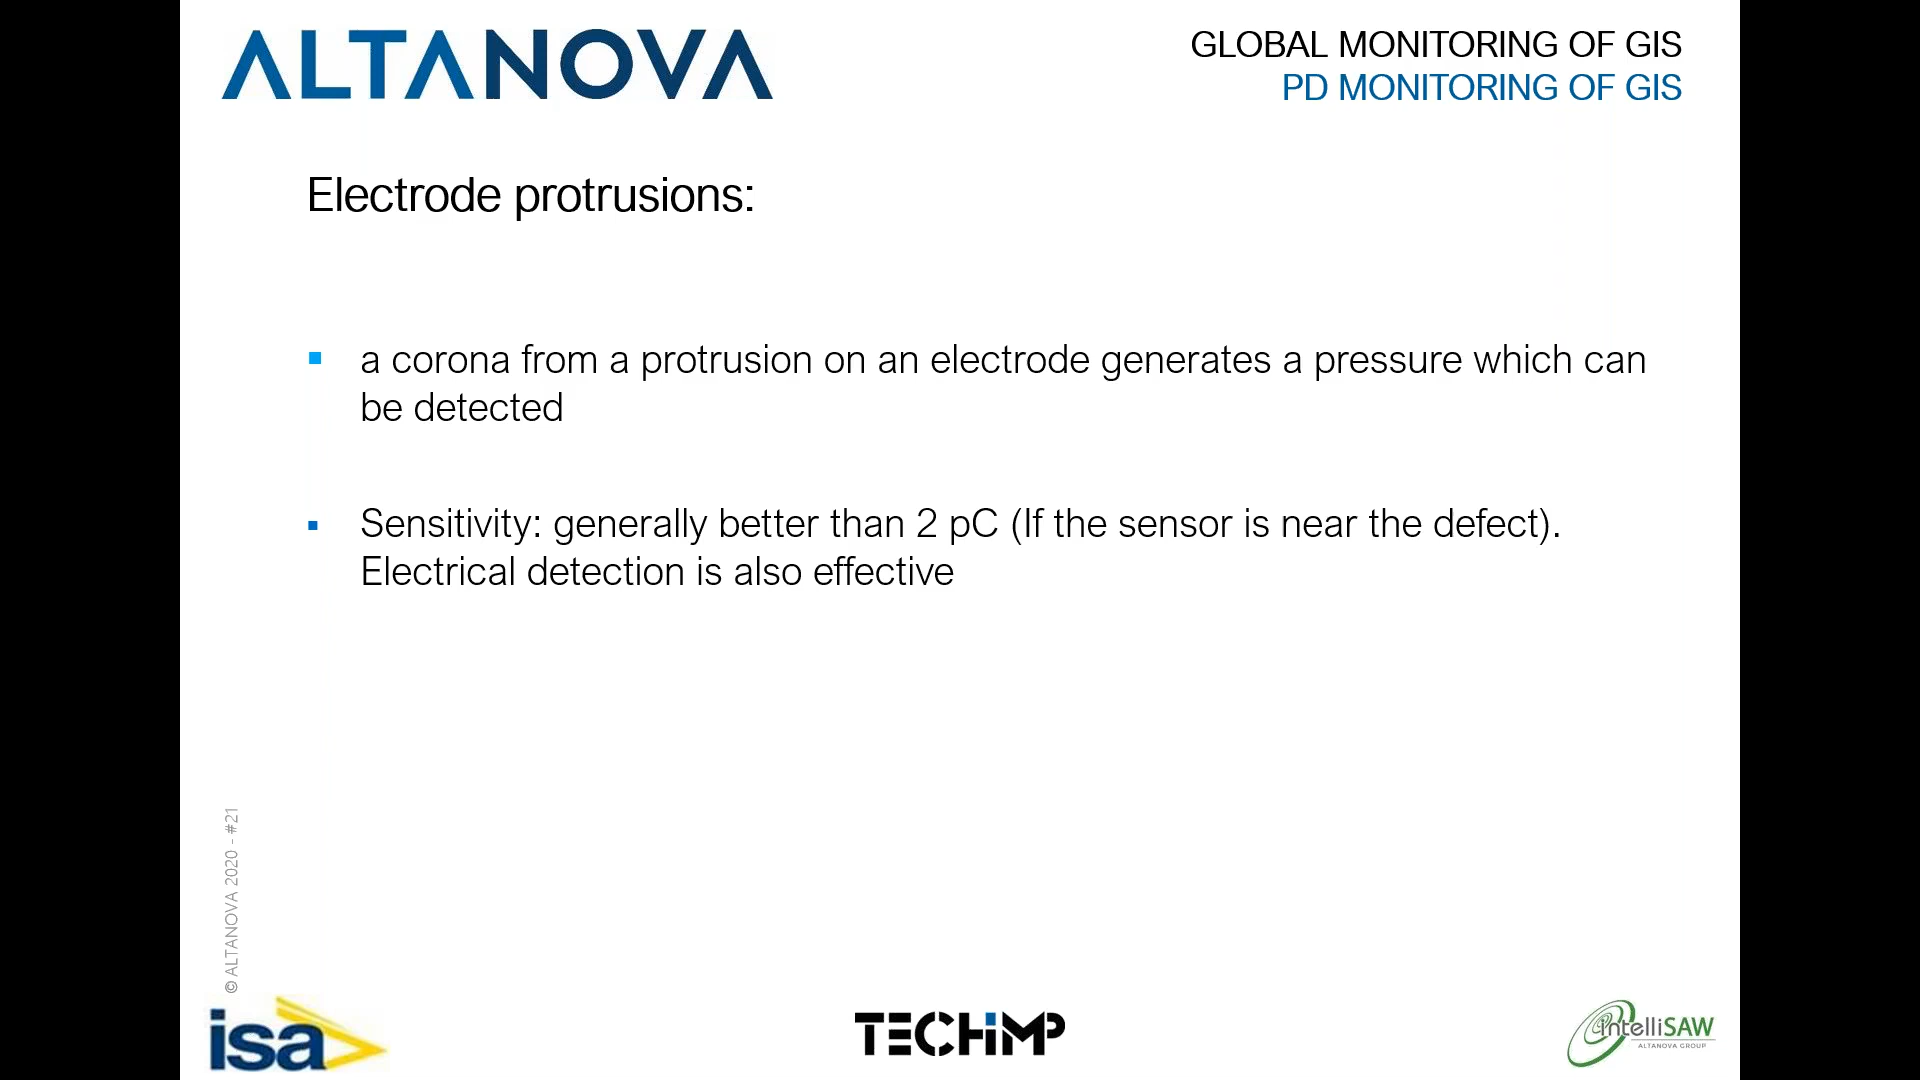 ALTANOVA
GLOBAL MONITORING OF GIS
PD MONITORING OF GIS
Electrode protrusions:
a corona from a protrusion on an electrode generates a pressure which can
be detected
Sensitivity: generally better than 2 pC (If the sensor is near the defect).
Electrical detection is also effective
© ALTANOVA 2020 - #21
isa
TECHIMP
intelliSAW
ALTANOVA GROUP